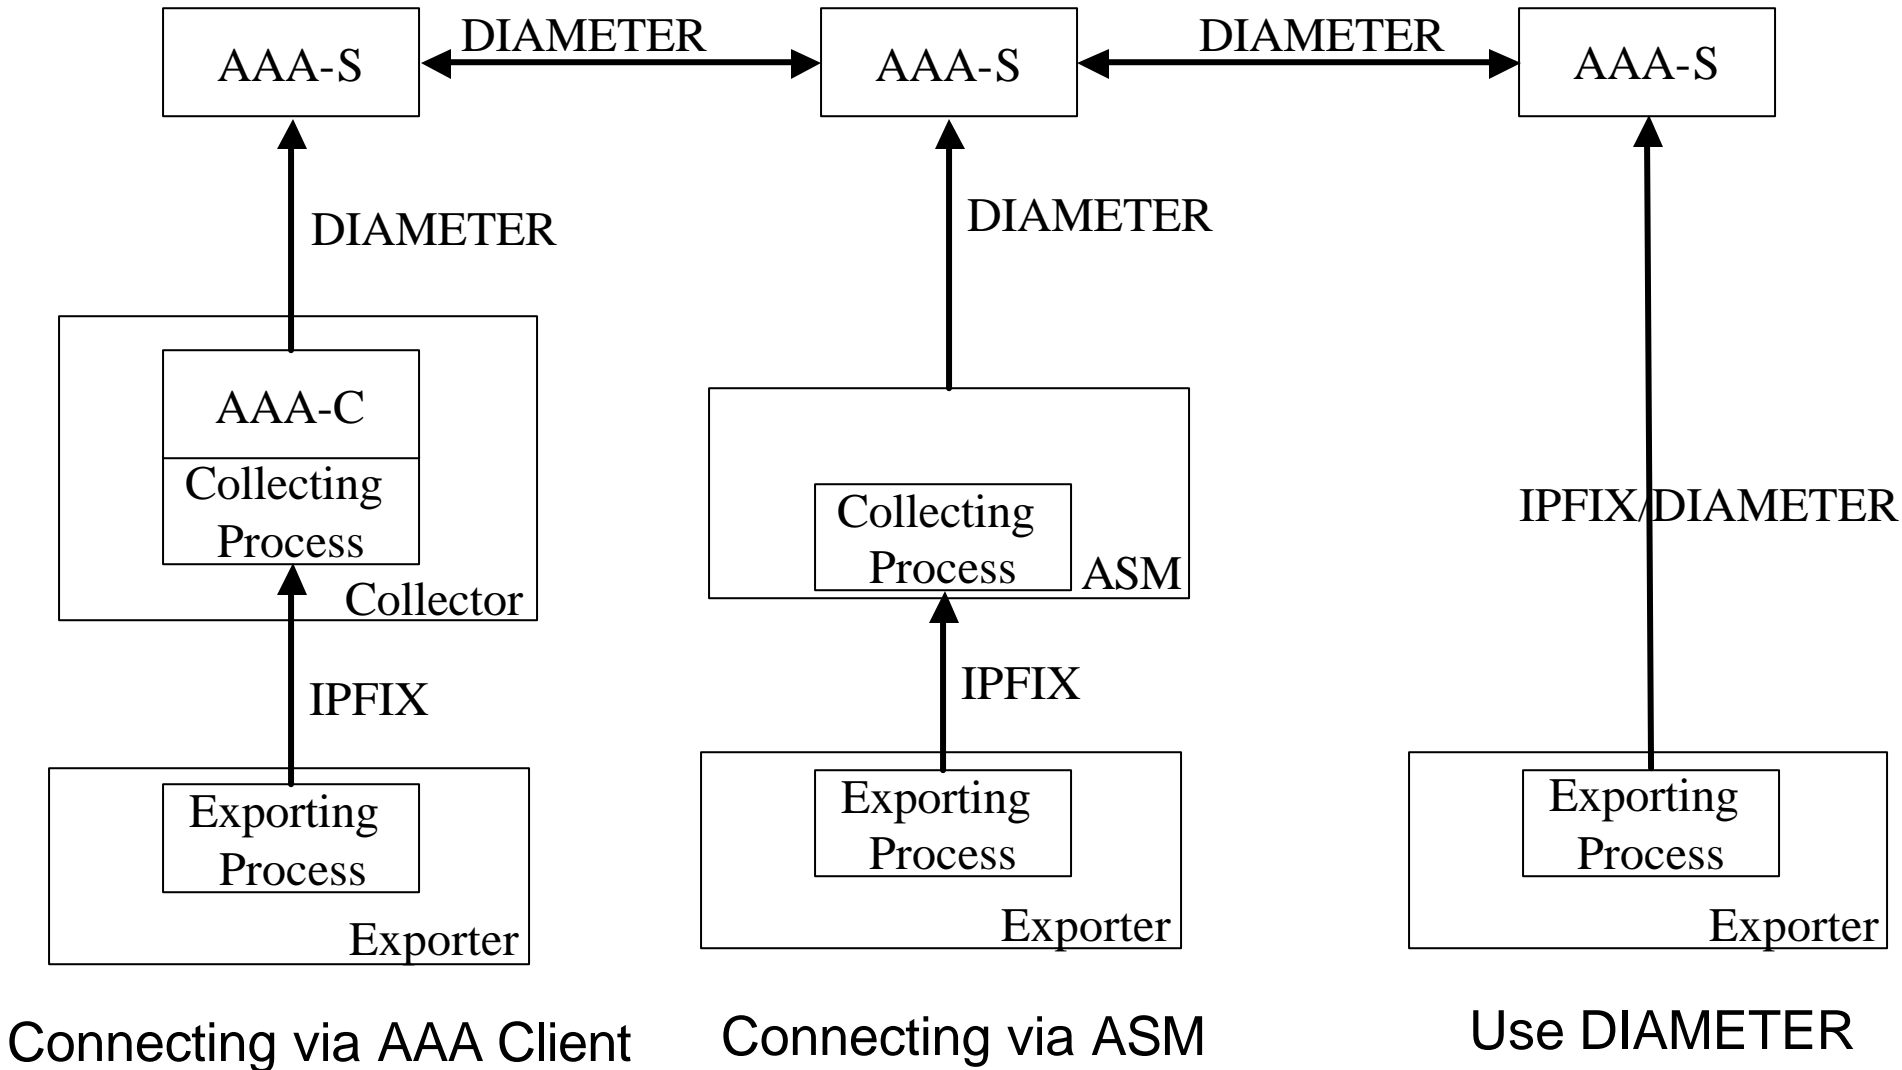 AAA-S
DIAMETER
AAA-S
DIAMETER
AAA-S
DIAMETER
DIAMETER
AAA-C
Collecting
Process
Collector
Collecting
Process
ASM
IPFIX/DIAMETER
IPFIX
IPFIX
Exporting
Process
Exporter
Exporting
Process
Exporter
Exporting
Process
Exporter
Connecting via AAA Client
Connecting via ASM
Use DIAMETER